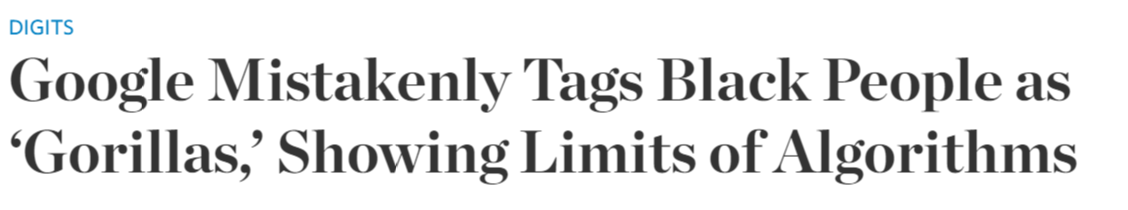 DIGITS
Google Mistakenly Tags Black People as
‘Gorillas,’ Showing Limits of Algorithms